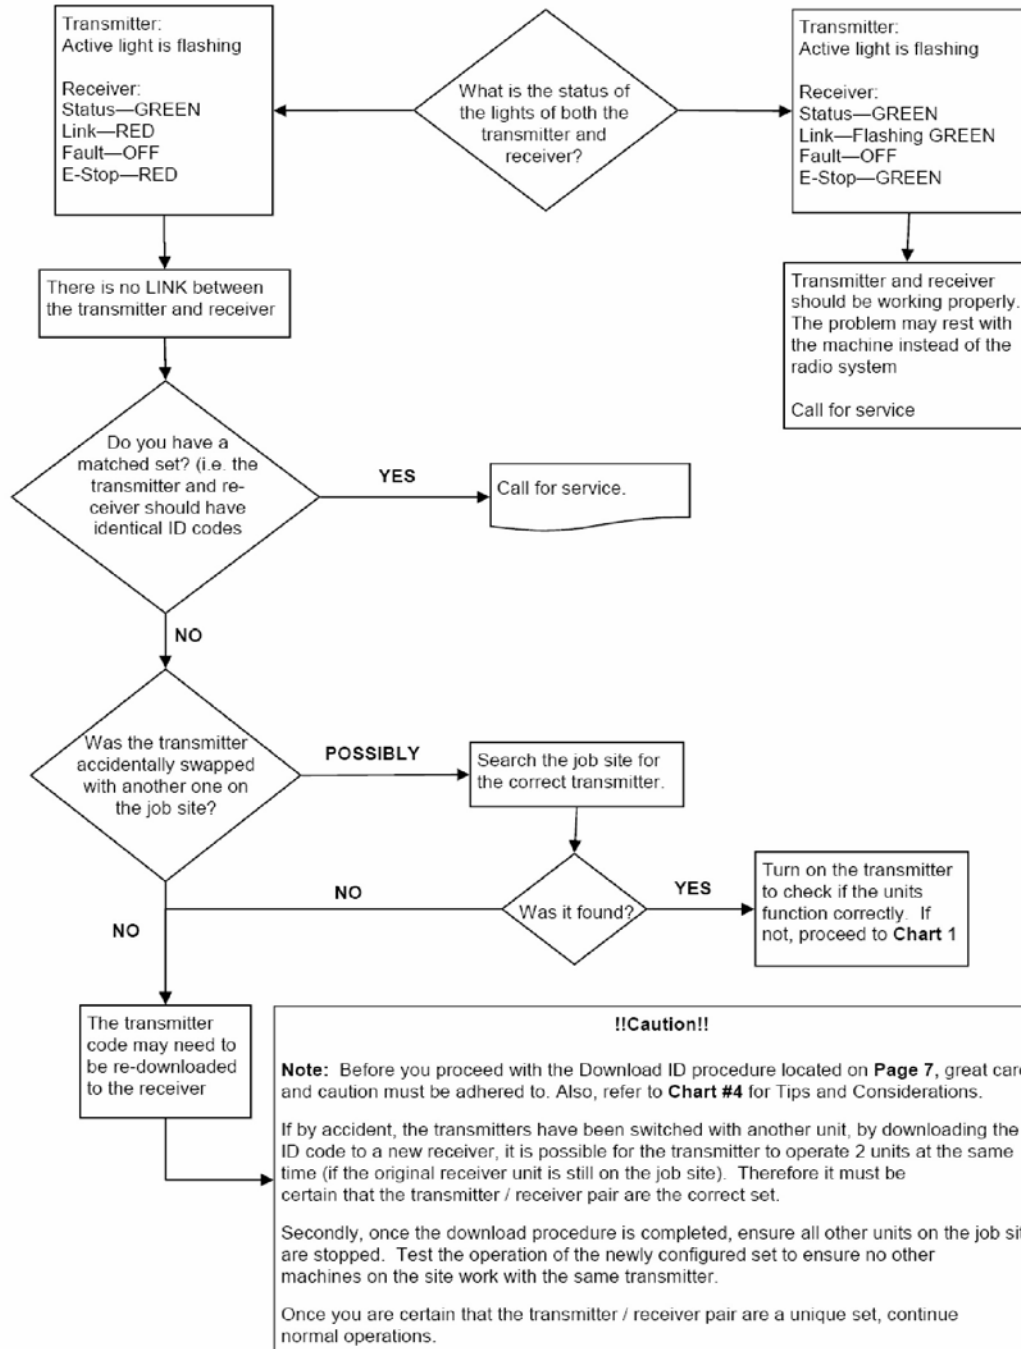 Transmitter:
Active light is flashing
Receiver:
Status—GREEN
Link—RED
Fault—OFF
E-Stop—RED
What is the status of
the lights of both the
transmitter and
receiver?
Transmitter:
Active light is flashing
Receiver:
Status—GREEN
Link—Flashing GREEN
Fault—OFF
E-Stop—GREEN
There is no LINK between
the transmitter and receiver
Transmitter and receiver
should be working properly.
The problem may rest with
the machine instead of the
radio system
Call for service
Do you have a
matched set? (i.e. the
transmitter and re-
ceiver should have
identical ID codes
YES
Call for service.
NO
Was the transmitter
accidentally swapped
with another one on
the job site?
POSSIBLY
Search the job site for
the correct transmitter.
NO
Was it found?
YES
Turn on the transmitter
to check if the units
function correctly. If
not, proceed to Chart 1
NO
The transmitter
code may need to
be re-downloaded
to the receiver
!!Caution!!
Note: Before you proceed with the Download ID procedure located on Page 7, great care
and caution must be adhered to. Also, refer to Chart #4 for Tips and Considerations.
If by accident, the transmitters have been switched with another unit, by downloading the
ID code to a new receiver, it is possible for the transmitter to operate 2 units at the same
time (if the original receiver unit is still on the job site). Therefore it must be
certain that the transmitter / receiver pair are the correct set.
Secondly, once the download procedure is completed, ensure all other units on the job sit
are stopped. Test the operation of the newly configured set to ensure no other
machines on the site work with the same transmitter.
Once you are certain that the transmitter / receiver pair are a unique set, continue
normal operations.